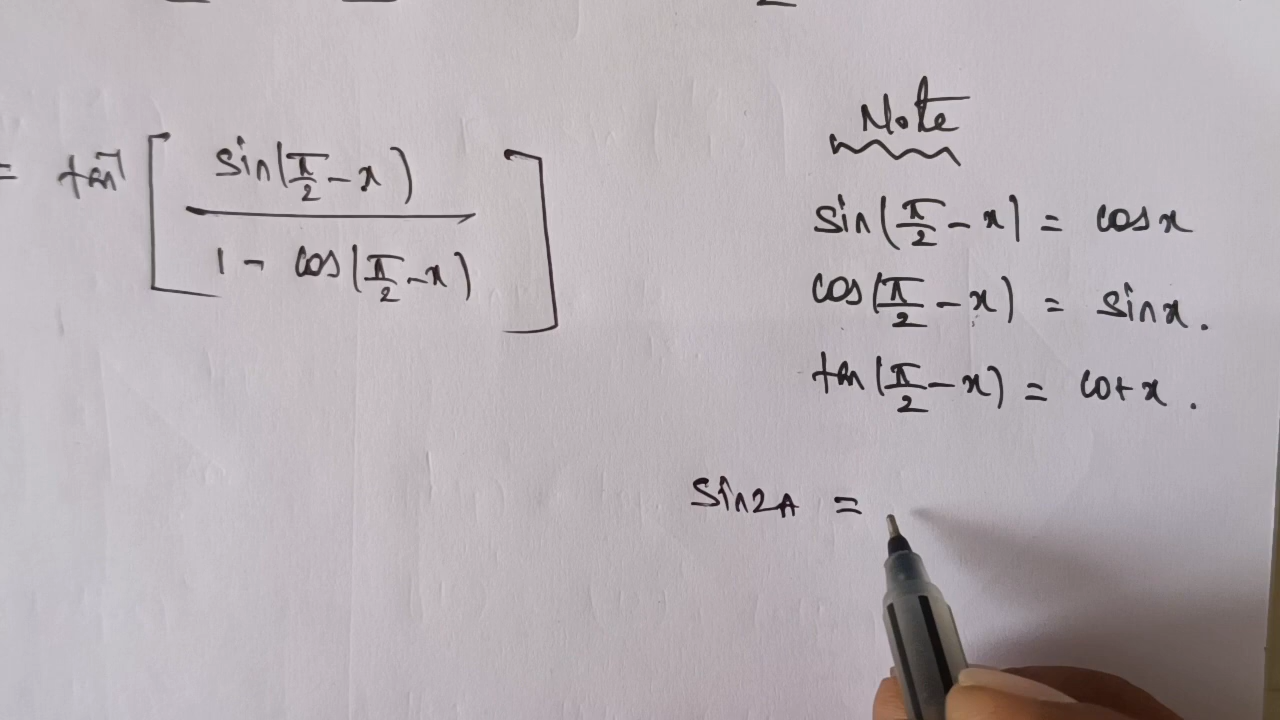 = tan⁻¹ [ sin(π/2 - x) / 1 - cos(π/2 - x) ]
Note
sin(π/2 - x) = cos x
cos(π/2 - x) = sin x.
tan(π/2 - x) = cot x.
Sin2A =